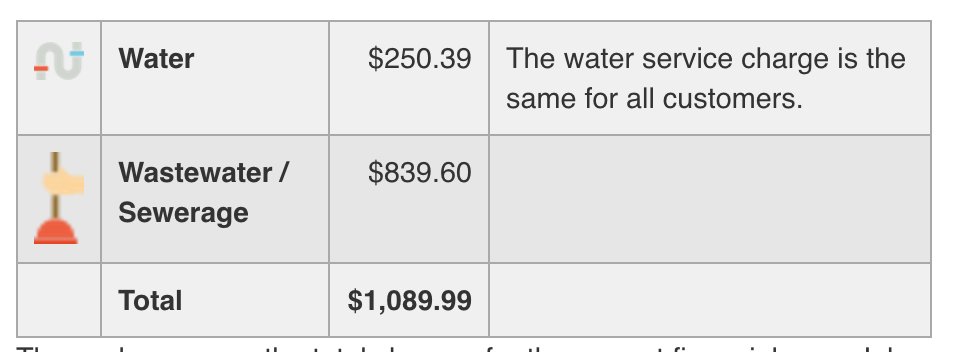 Water $250.39 The water service charge is the
same for all customers.
Wastewater / $839.60
Sewerage
Total $1,089.99